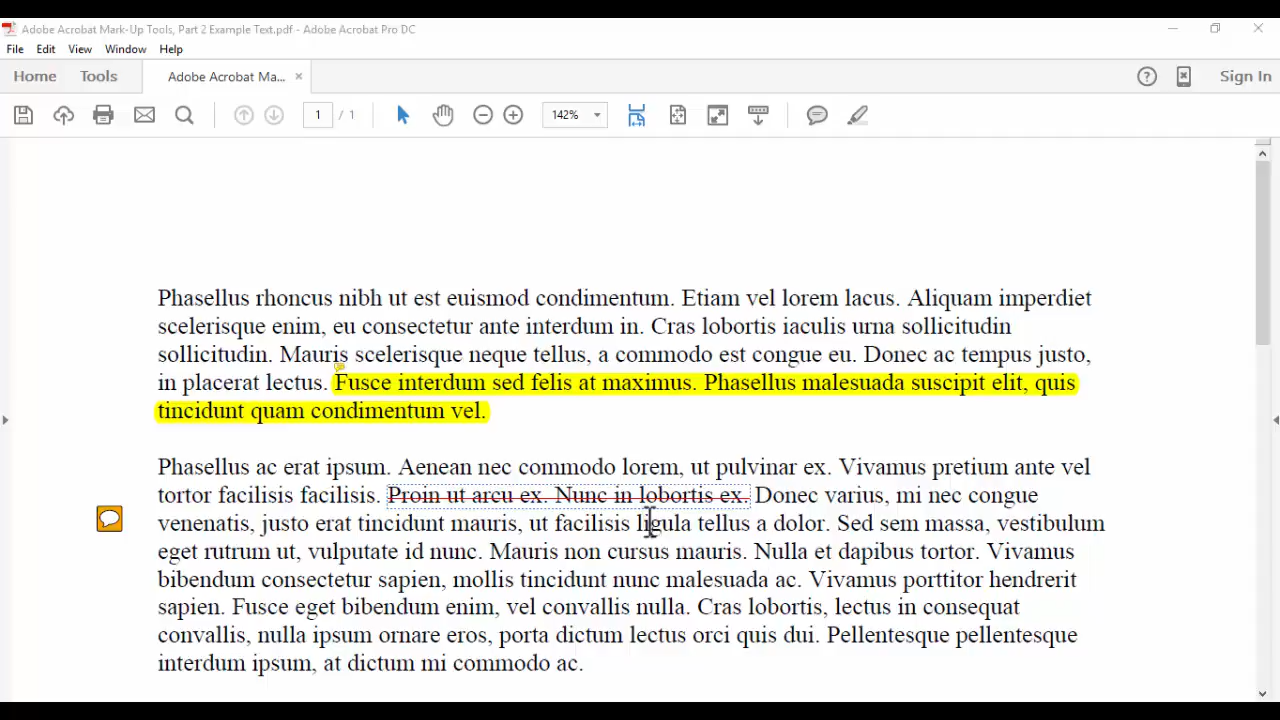 Adobe Acrobat Mark-Up Tools, Part 2 Example Text.pdf - Adobe Acrobat Pro DC
File Edit View Window Help
Home Tools Adobe Acrobat Ma... × Sign In
1 / 1 142%
Phasellus rhoncus nibh ut est euismod condimentum. Etiam vel lorem lacus. Aliquam imperdiet
scelerisque enim, eu consectetur ante interdum in. Cras lobortis iaculis urna sollicitudin
sollicitudin. Mauris scelerisque neque tellus, a commodo est congue eu. Donec ac tempus justo,
in placerat lectus. Fusce interdum sed felis at maximus. Phasellus malesuada suscipit elit, quis
tincidunt quam condimentum vel.
Phasellus ac erat ipsum. Aenean nec commodo lorem, ut pulvinar ex. Vivamus pretium ante vel
tortor facilisis facilisis. Proin ut arcu ex. Nunc in lobortis ex. Donec varius, mi nec congue
venenatis, justo erat tincidunt mauris, ut facilisis ligula tellus a dolor. Sed sem massa, vestibulum
eget rutrum ut, vulputate id nunc. Mauris non cursus mauris. Nulla et dapibus tortor. Vivamus
bibendum consectetur sapien, mollis tincidunt nunc malesuada ac. Vivamus porttitor hendrerit
sapien. Fusce eget bibendum enim, vel convallis nulla. Cras lobortis, lectus in consequat
convallis, nulla ipsum ornare eros, porta dictum lectus orci quis dui. Pellentesque pellentesque
interdum ipsum, at dictum mi commodo ac.